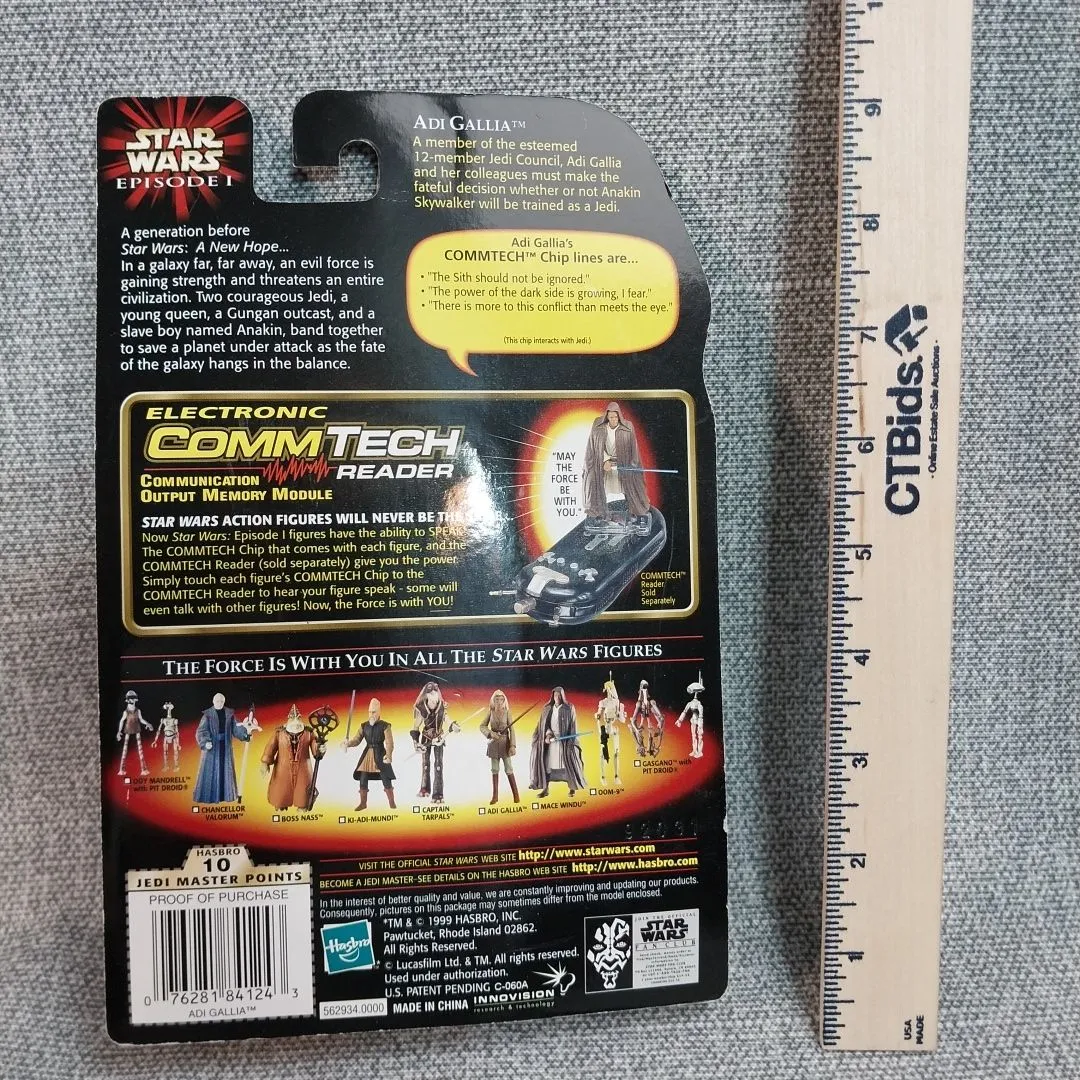 STAR
WARS
EPISODE I
ADI GALLIA™
A member of the esteemed
12-member Jedi Council, Adi Gallia
and her colleagues must make the
fateful decision whether or not Anakin
Skywalker will be trained as a Jedi.
A generation before
Star Wars: A New Hope...
In a galaxy far, far away, an evil force is
gaining strength and threatens an entire
civilization. Two courageous Jedi, a
young queen, a Gungan outcast, and a
slave boy named Anakin, band together
to save a planet under attack as the fate
of the galaxy hangs in the balance.
Adi Gallia's
COMMTECH™ Chip lines are...
• "The Sith should not be ignored."
• "The power of the dark side is growing, I fear."
• "There is more to this conflict than meets the eye."
(This chip interacts with Jedi.)
ELECTRONIC
COMMTECH™
READER
COMMUNICATION
OUTPUT MEMORY MODULE
STAR WARS ACTION FIGURES WILL NEVER BE THE
Now Star Wars: Episode I figures have the ability to SPEAK.
The COMMTECH Chip that comes with each figure, and the
COMMTECH Reader (sold separately) give you the power.
Simply touch each figure's COMMTECH Chip to the
COMMTECH Reader to hear your figure speak - some will
even talk with other figures! Now, the Force is with YOU!
"MAY
THE
FORCE
BE
WITH
YOU."
COMMTECH™
Reader
Sold
Separately
THE FORCE IS WITH YOU IN ALL THE STAR WARS FIGURES
ODY MANDRELL™
with PIT DROID®
CHANCELLOR
VALORUM™
BOSS NASS™
KI-ADI-MUNDI™
CAPTAIN
TARPALS™
ADI GALLIA™
MACE WINDU™
OOM-9™
GASGANO™ with
PIT DROID®
VISIT THE OFFICIAL STAR WARS WEB SITE http://www.starwars.com
BECOME A JEDI MASTER-SEE DETAILS ON THE HASBRO WEB SITE http://www.hasbro.com
In the interest of better quality and value, we are constantly improving and updating our products.
Consequently, pictures on this package may sometimes differ from the model enclosed.
HASBRO
10
JEDI MASTER POINTS
PROOF OF PURCHASE
0 76281 84124 3
ADI GALLIA™
Hasbro
*TM & © 1999 HASBRO, INC.
Pawtucket, Rhode Island 02862.
All Rights Reserved.
© Lucasfilm Ltd. & TM. All rights reserved.
Used under authorization.
U.S. PATENT PENDING C-060A
562934.0000
MADE IN CHINA
INNOVISION
research & technology
JOIN THE OFFICIAL
STAR
WARS
FAN CLUB
9
8
7
6
5
4
3
2
1
CTBids.
· Online Estate Sale Auctions ·
USA
MADE